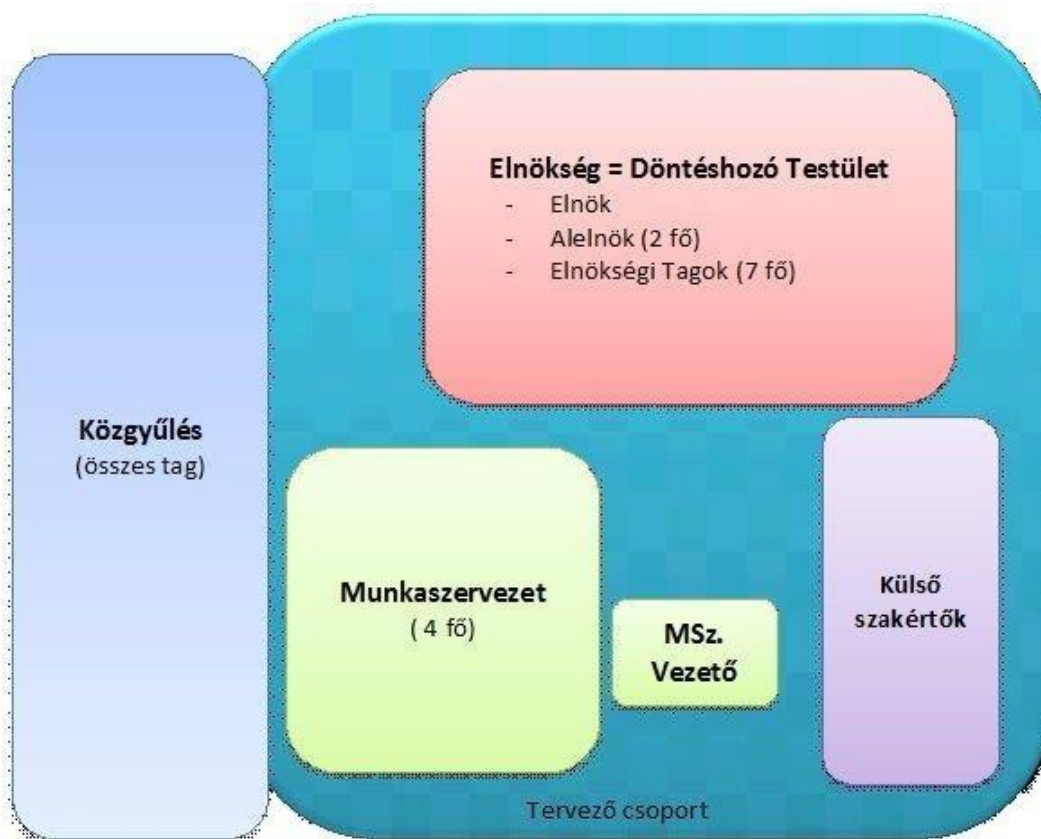 Elnökség = Döntéshozó Testület
- Elnök
- Alelnök (2 fő)
- Elnökségi Tagok (7 fő)
Közgyűlés
(összes tag)
Munkaszervezet
( 4 fő)
MSz.
Vezető
Külső
szakértők
Tervező csoport